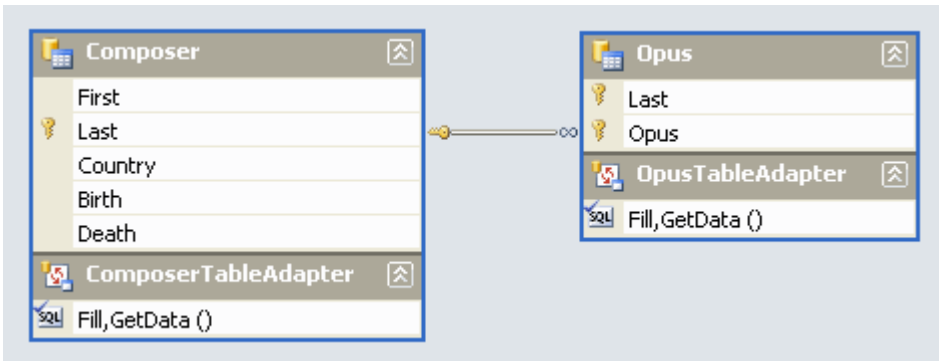 Composer
First
Last
Country
Birth
Death
ComposerTableAdapter
SQL Fill,GetData ()
Opus
Last
Opus
OpusTableAdapter
SQL Fill,GetData ()